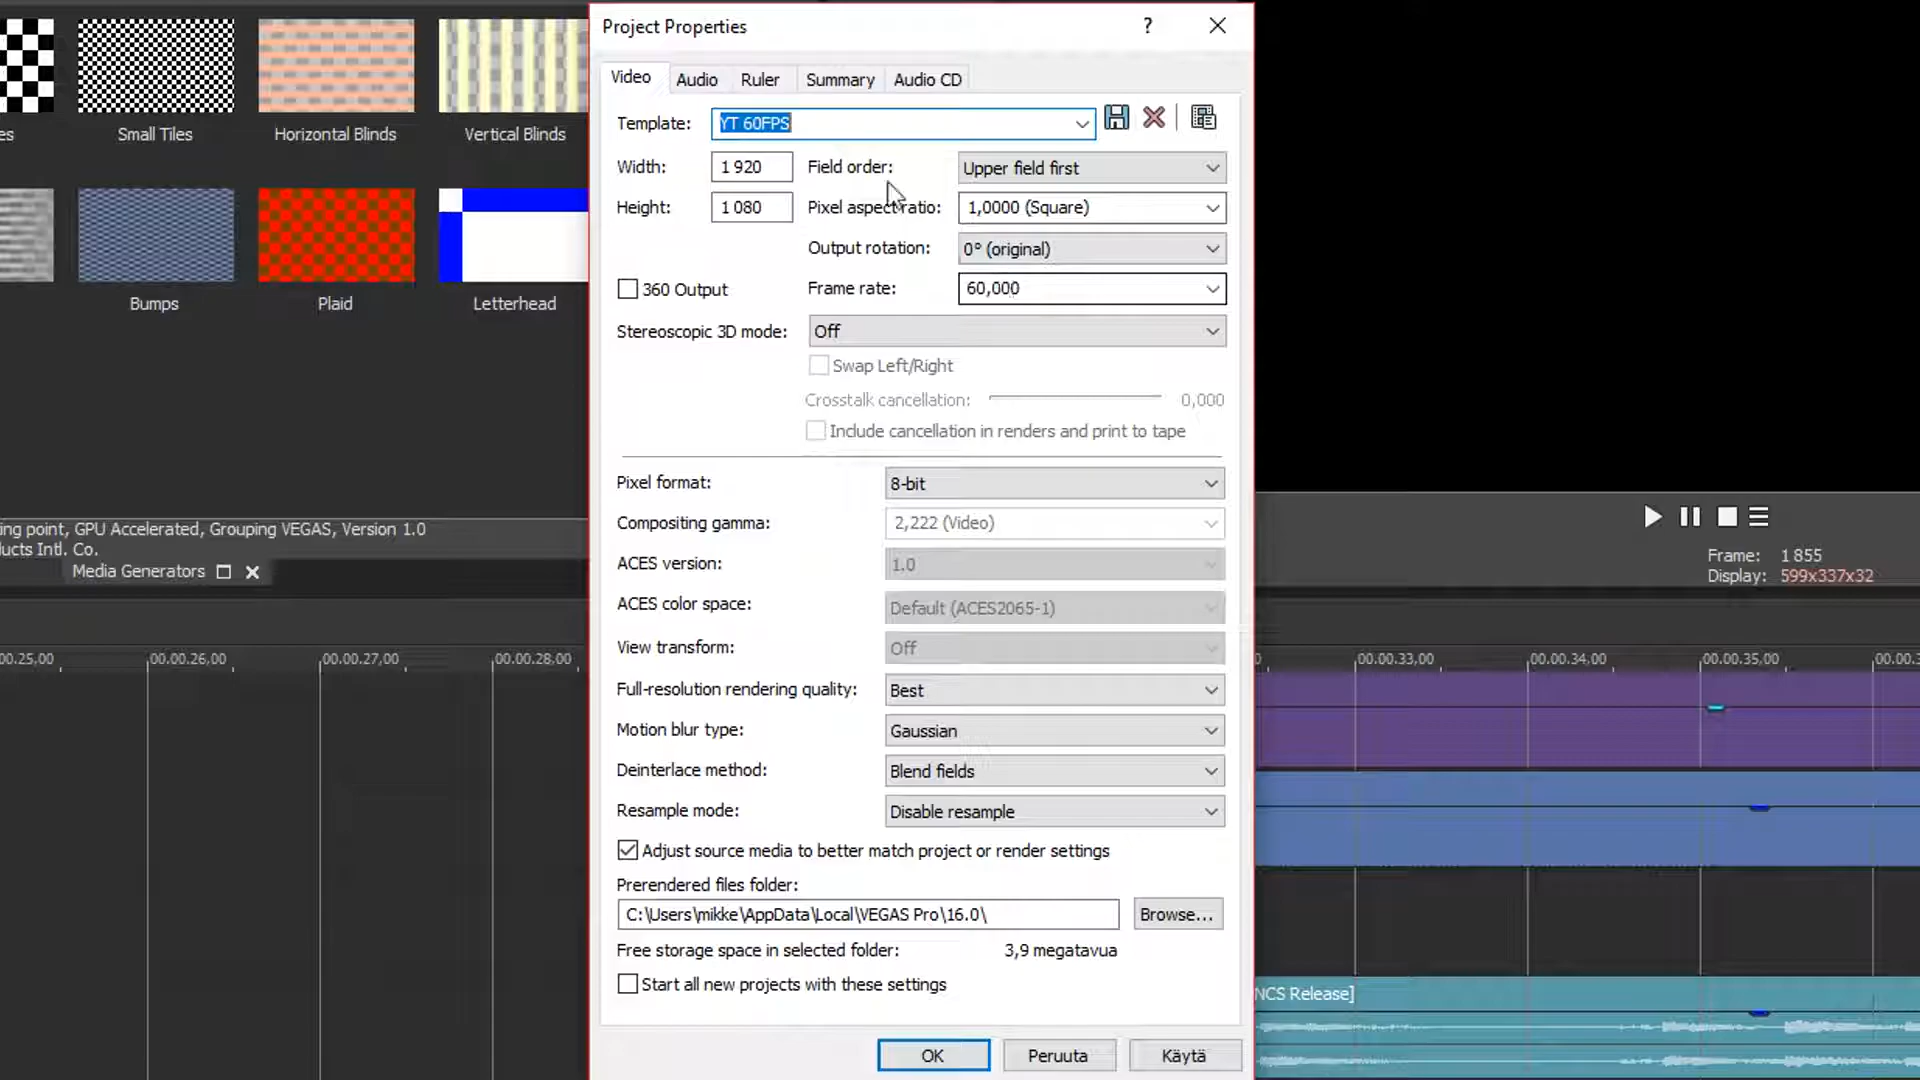 Project Properties
?
Video
Audio
Ruler
Summary
Audio CD
Template:
YT 60FPS
Width:
1 920
Field order:
Upper field first
Height:
1 080
Pixel aspect ratio:
1,0000 (Square)
Output rotation:
0° (original)
360 Output
Frame rate:
60,000
Stereoscopic 3D mode:
Off
Swap Left/Right
Crosstalk cancellation:
0,000
Include cancellation in renders and print to tape
Pixel format:
8-bit
Compositing gamma:
2,222 (Video)
ACES version:
1.0
ACES color space:
Default (ACES2065-1)
View transform:
Off
Full-resolution rendering quality:
Best
Motion blur type:
Gaussian
Deinterlace method:
Blend fields
Resample mode:
Disable resample
Adjust source media to better match project or render settings
Prerendered files folder:
C:\Users\mikke\AppData\Local\VEGAS Pro\16.0\
Browse...
Free storage space in selected folder:
3,9 megatavua
Start all new projects with these settings
OK
Peruuta
Käytä
es
Small Tiles
Horizontal Blinds
Vertical Blinds
Bumps
Plaid
Letterhead
ing point, GPU Accelerated, Grouping VEGAS, Version 1.0
ucts Intl. Co.
Media Generators
Frame: 1 855
Display: 599x337x32
00.25,00
00.00.26,00
00.00.27,00
00.00.28,00
00.00.33,00
00.00.34,00
00.00.35,00
00.00.3
NCS Release]